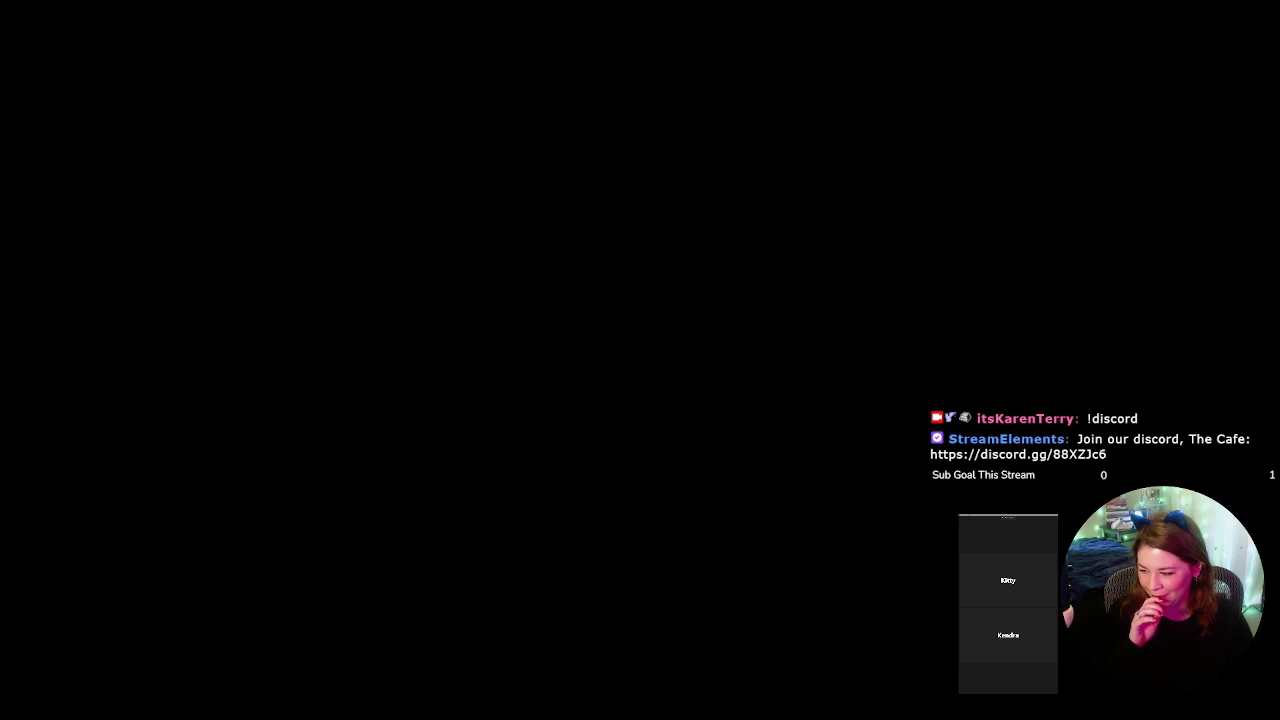 itsKarenTerry: !discord
StreamElements: Join our discord, The Cafe:
https://discord.gg/88XZJc6
Sub Goal This Stream 0 1
Kitty
Kendra